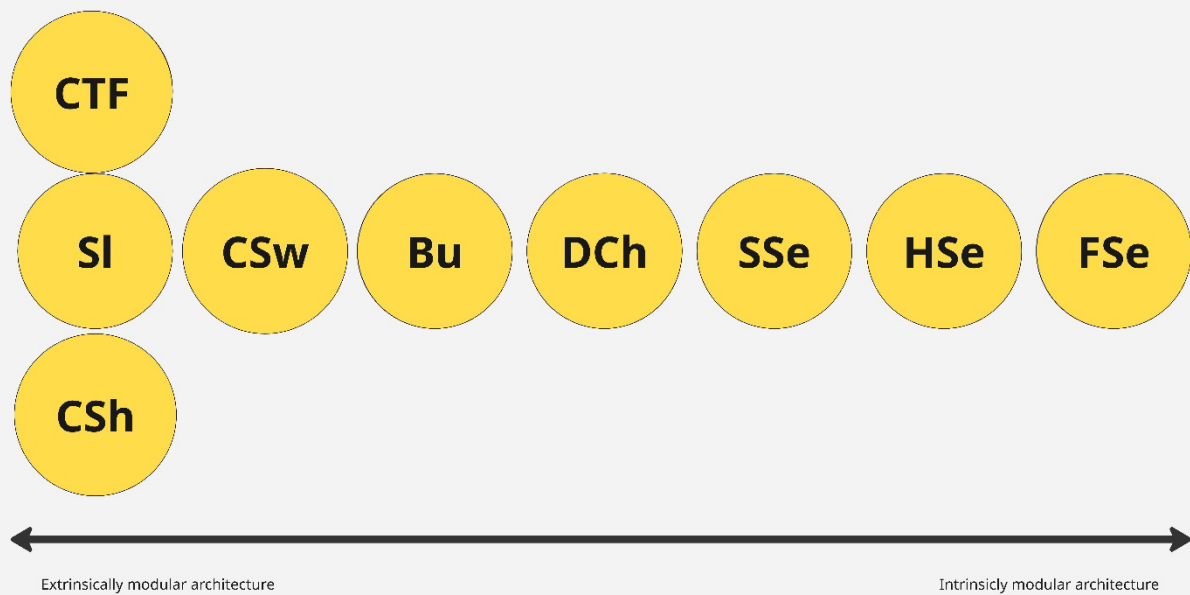 CTF
Sl
CSw
Bu
DCh
SSe
HSe
FSe
CSh
Extrinsically modular architecture
Intrinsicly modular architecture